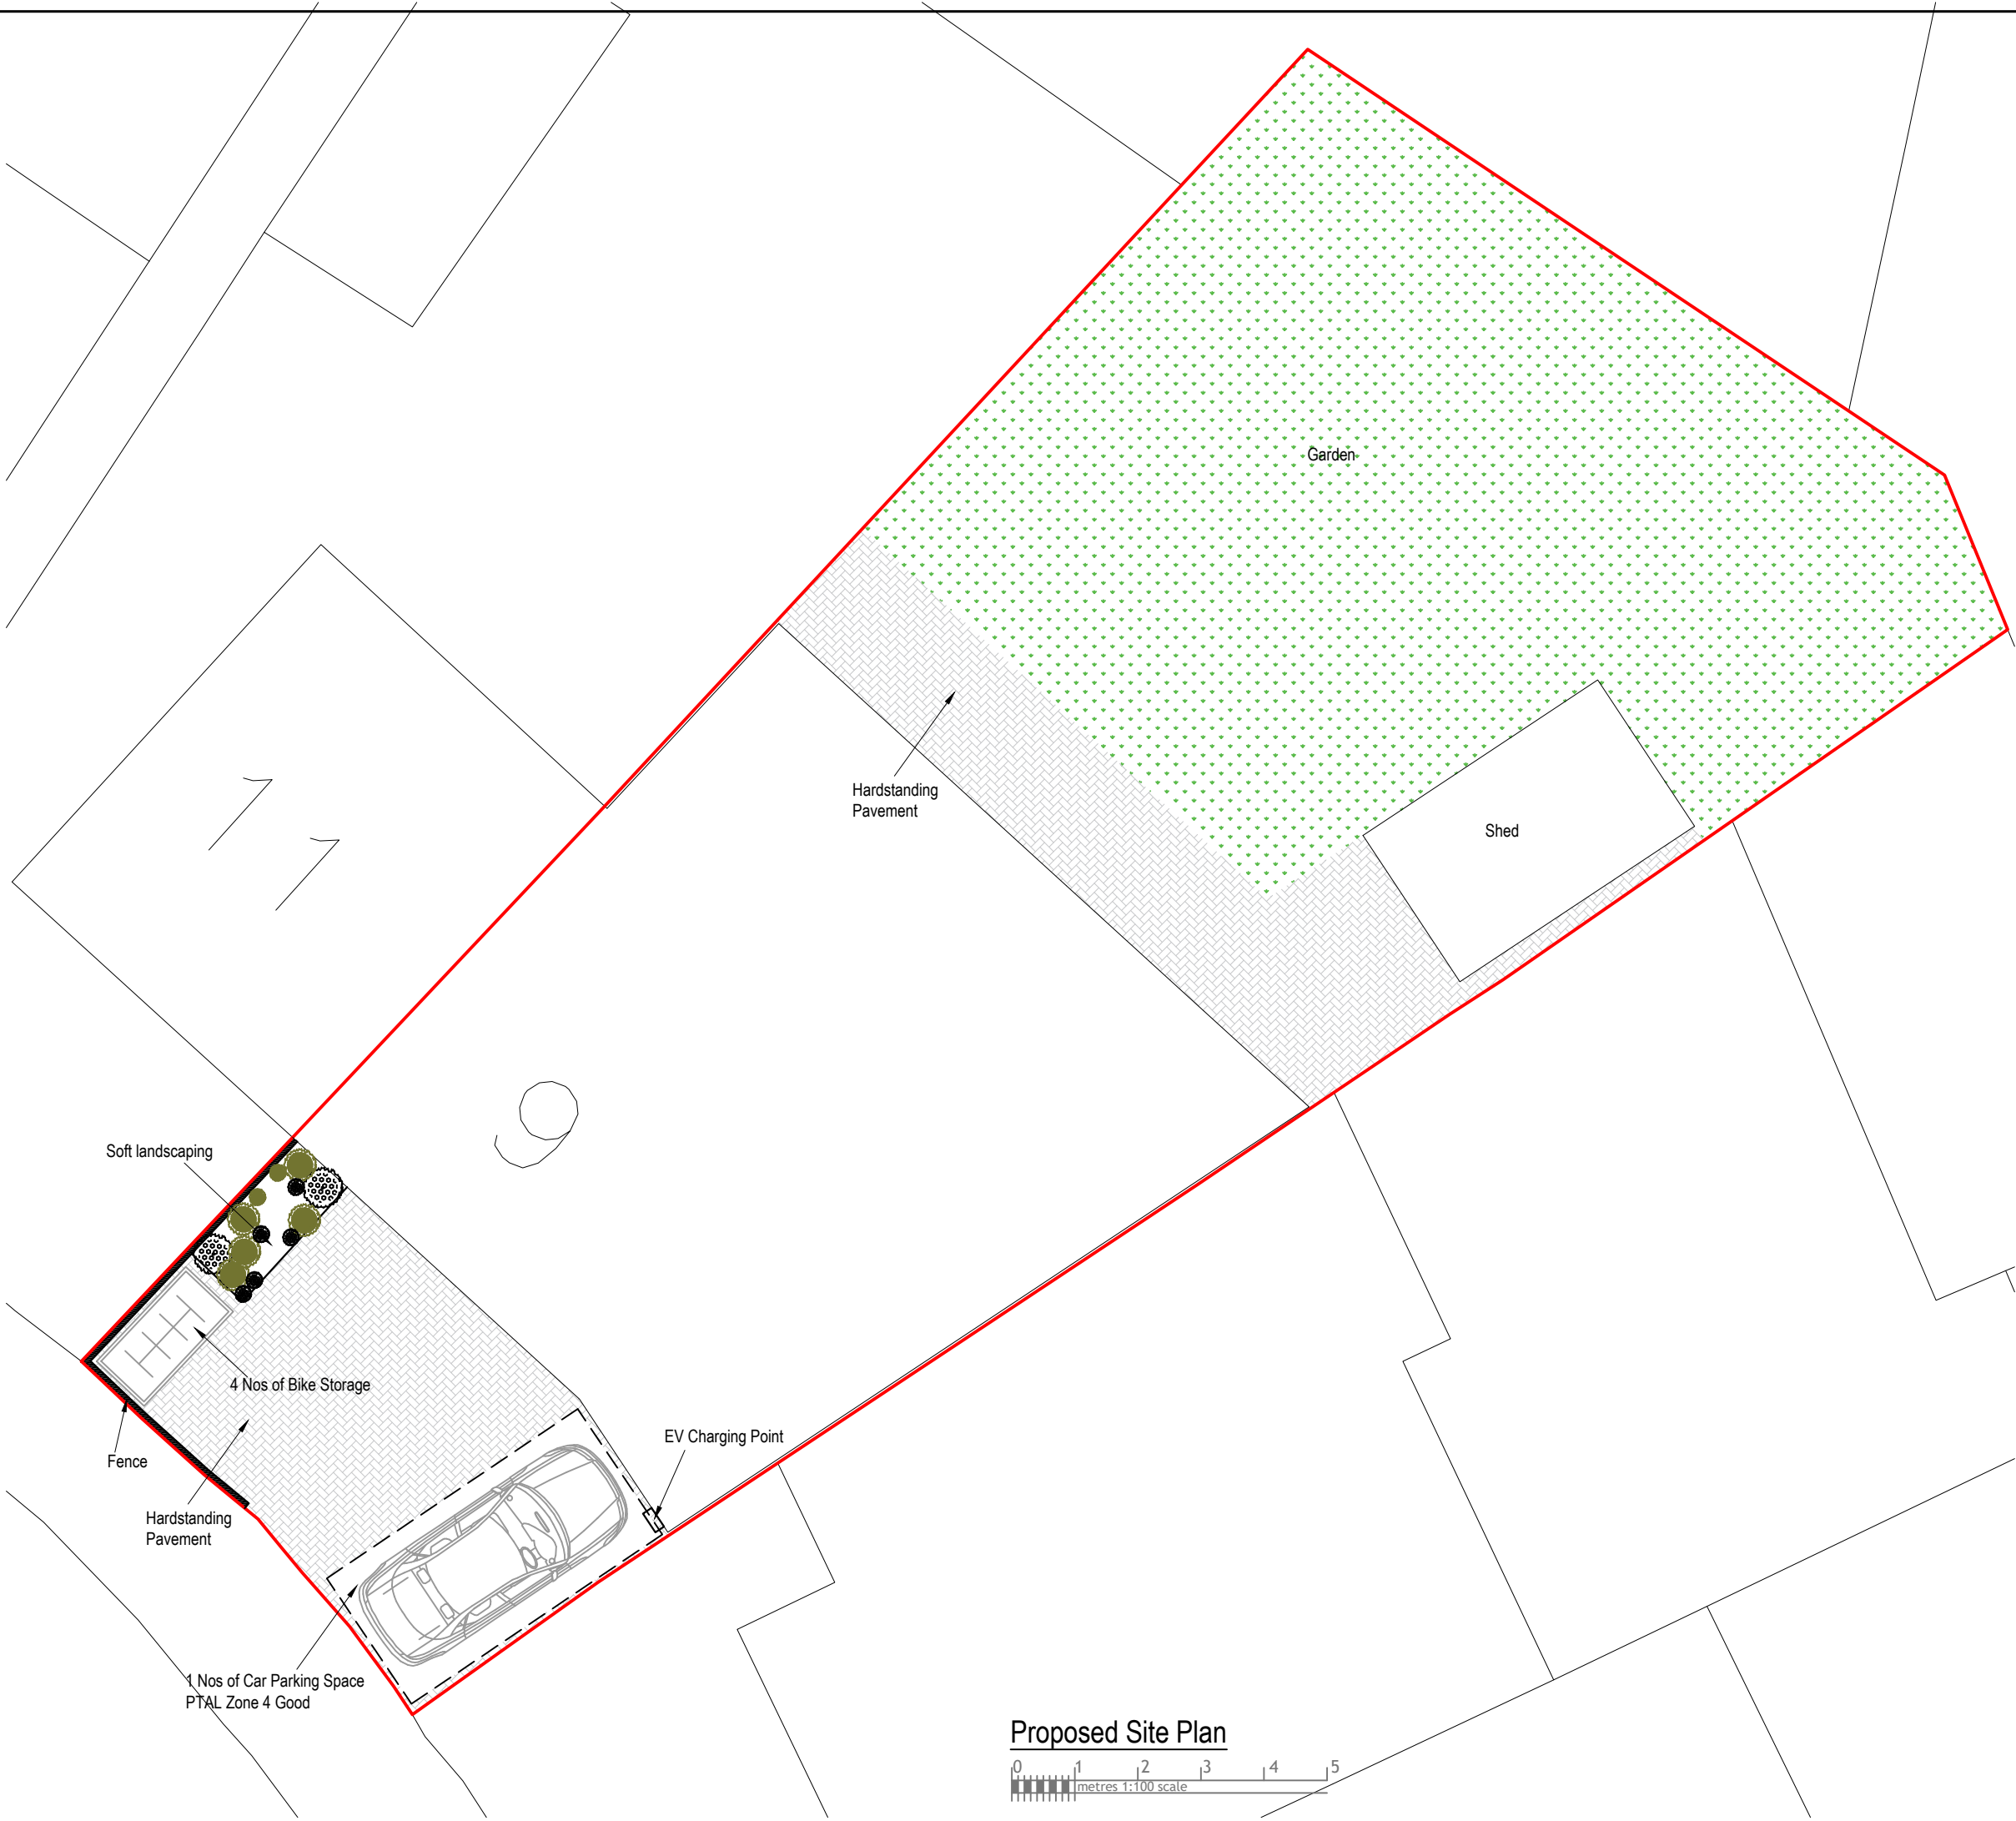 Garden
Hardstanding
Pavement
Shed
11
9
Soft landscaping
4 Nos of Bike Storage
Fence
EV Charging Point
Hardstanding
Pavement
1 Nos of Car Parking Space
PTAL Zone 4 Good
Proposed Site Plan
0 1 2 3 4 5
metres 1:100 scale